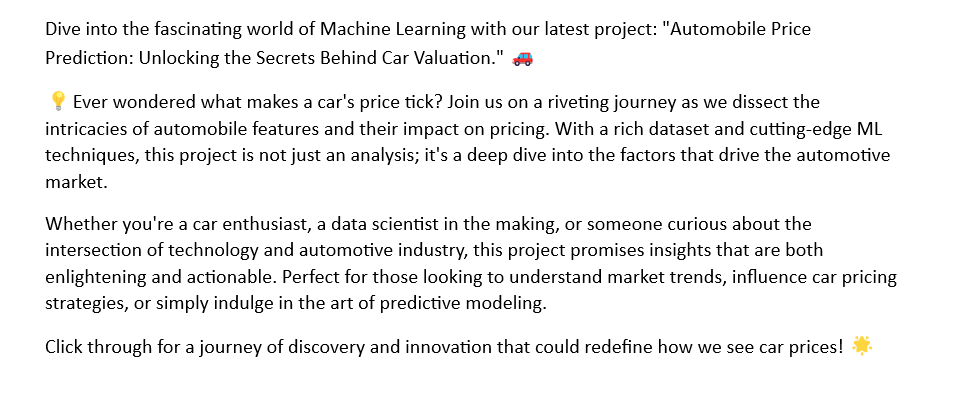 Dive into the fascinating world of Machine Learning with our latest project: "Automobile Price
Prediction: Unlocking the Secrets Behind Car Valuation." 🚗
💡 Ever wondered what makes a car's price tick? Join us on a riveting journey as we dissect the
intricacies of automobile features and their impact on pricing. With a rich dataset and cutting-edge ML
techniques, this project is not just an analysis; it's a deep dive into the factors that drive the automotive
market.
Whether you're a car enthusiast, a data scientist in the making, or someone curious about the
intersection of technology and automotive industry, this project promises insights that are both
enlightening and actionable. Perfect for those looking to understand market trends, influence car pricing
strategies, or simply indulge in the art of predictive modeling.
Click through for a journey of discovery and innovation that could redefine how we see car prices! 🌟